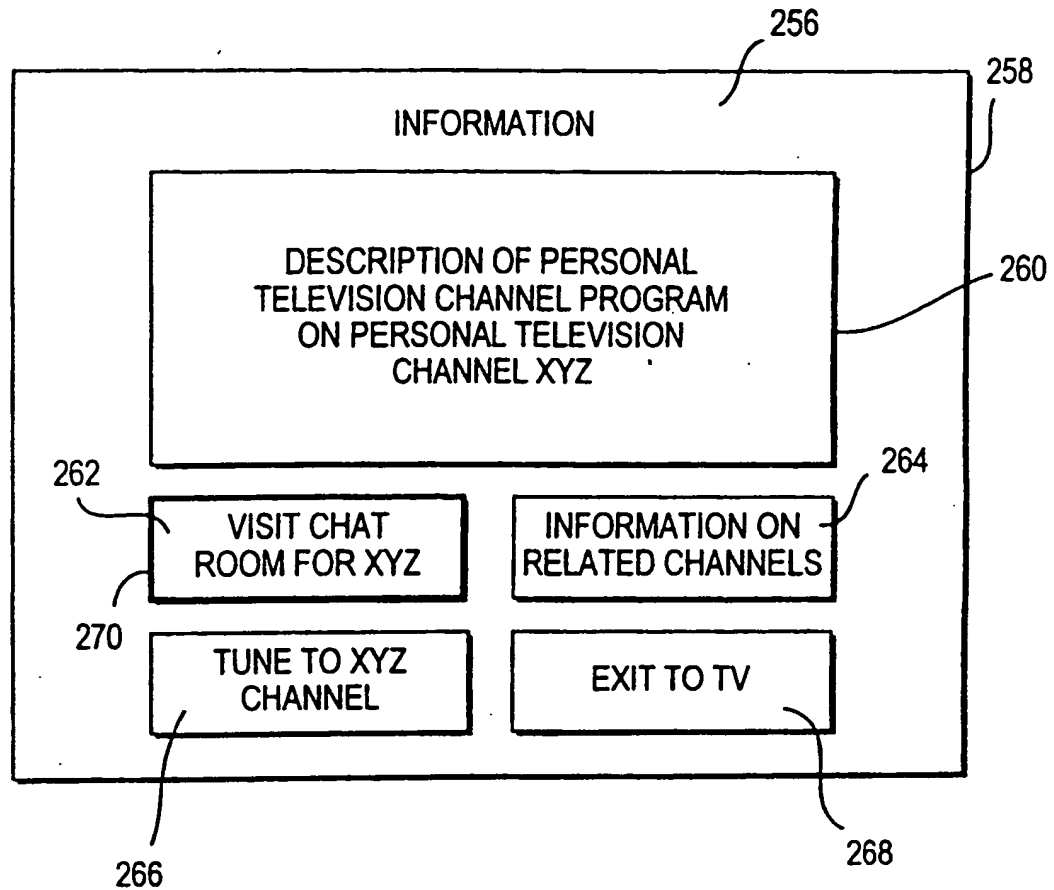 256
258
INFORMATION
DESCRIPTION OF PERSONAL
TELEVISION CHANNEL PROGRAM
ON PERSONAL TELEVISION
CHANNEL XYZ
260
262
264
VISIT CHAT
ROOM FOR XYZ
INFORMATION ON
RELATED CHANNELS
270
TUNE TO XYZ
CHANNEL
EXIT TO TV
266
268